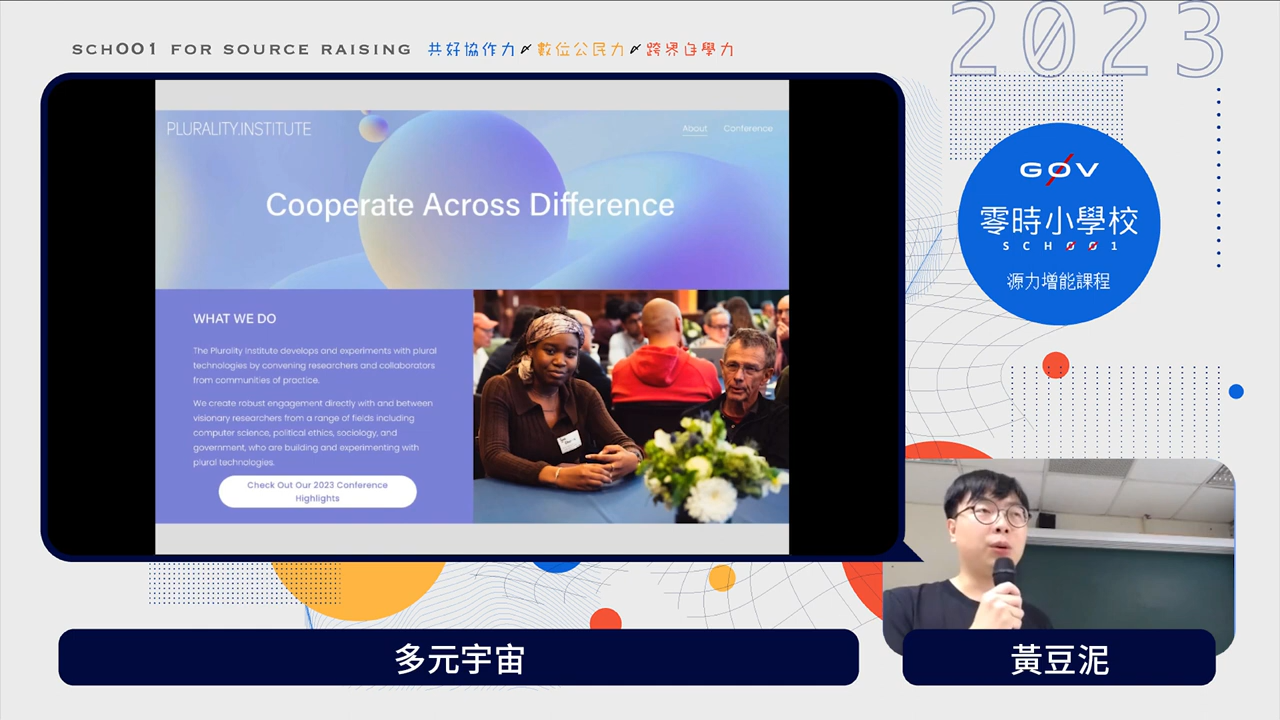 SCHOO1 FOR SOURCE RAISING 共好協作力 數位公民力 跨界自學力
2023
GØV
零時小學校
SCHØØ1
源力增能課程
PLURALITY.INSTITUTE
About Conference
Cooperate Across Difference
WHAT WE DO
The Plurality Institute develops and experiments with plural
technologies by convening researchers and collaborators
from communities of practice.
We create robust engagement directly with and between
visionary researchers from a range of fields including
computer science, political ethics, sociology, and
government, who are building and experimenting with
plural technologies.
Check Out Our 2023 Conference
Highlights
多元宇宙
黃豆泥